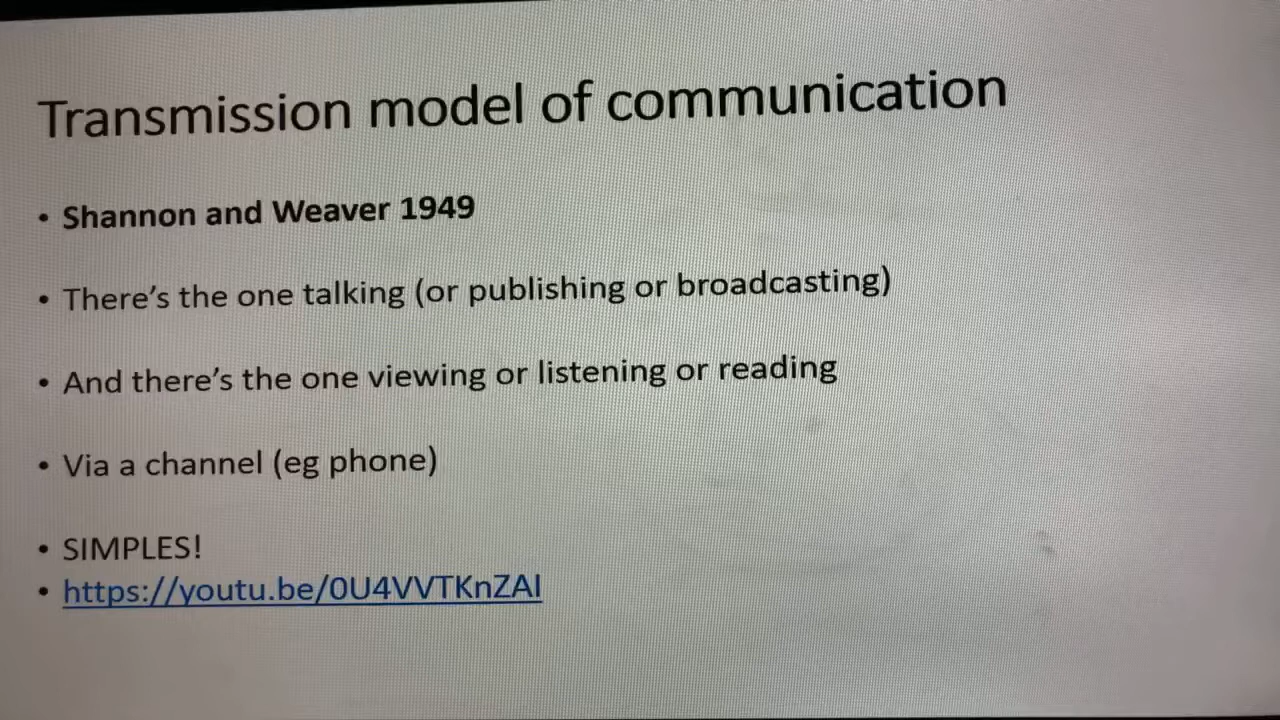 Transmission model of communication
• Shannon and Weaver 1949
• There's the one talking (or publishing or broadcasting)
• And there's the one viewing or listening or reading
• Via a channel (eg phone)
• SIMPLES!
• https://youtu.be/0U4VVTKnZAI